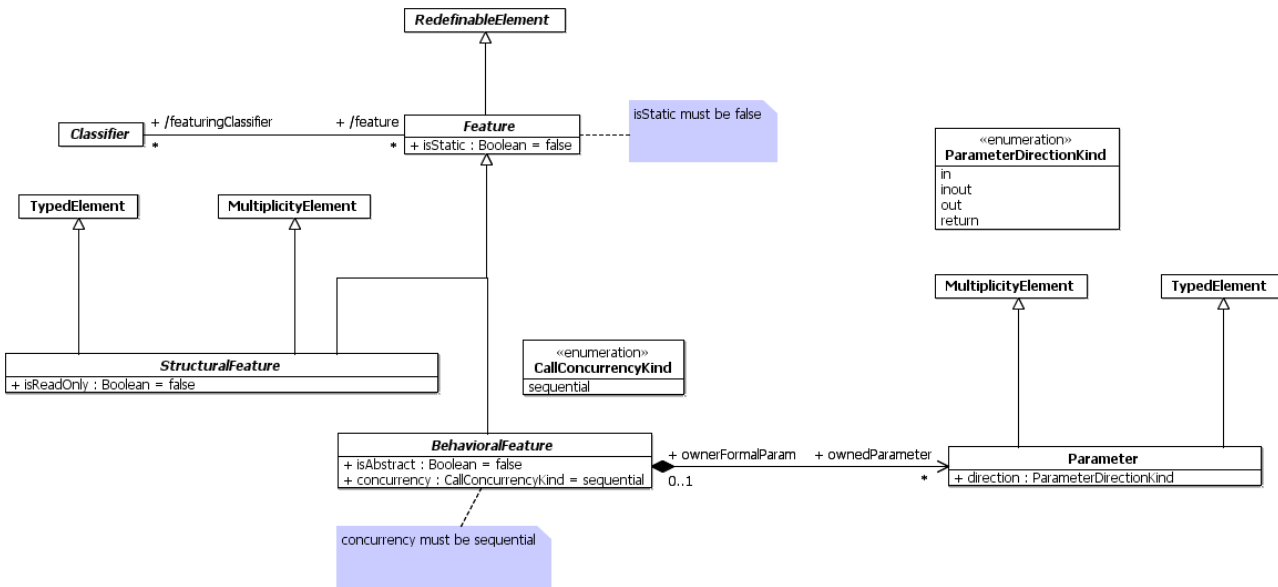 RedefinableElement
+ /featuringClassifier
+ /feature
Classifier
*
*
Feature
+ isStatic : Boolean = false
isStatic must be false
«enumeration»
ParameterDirectionKind
in
inout
out
return
TypedElement
MultiplicityElement
MultiplicityElement
TypedElement
StructuralFeature
+ isReadOnly : Boolean = false
«enumeration»
CallConcurrencyKind
sequential
BehavioralFeature
+ isAbstract : Boolean = false
+ concurrency : CallConcurrencyKind = sequential
+ ownerFormalParam
+ ownedParameter
0..1
*
Parameter
+ direction : ParameterDirectionKind
concurrency must be sequential